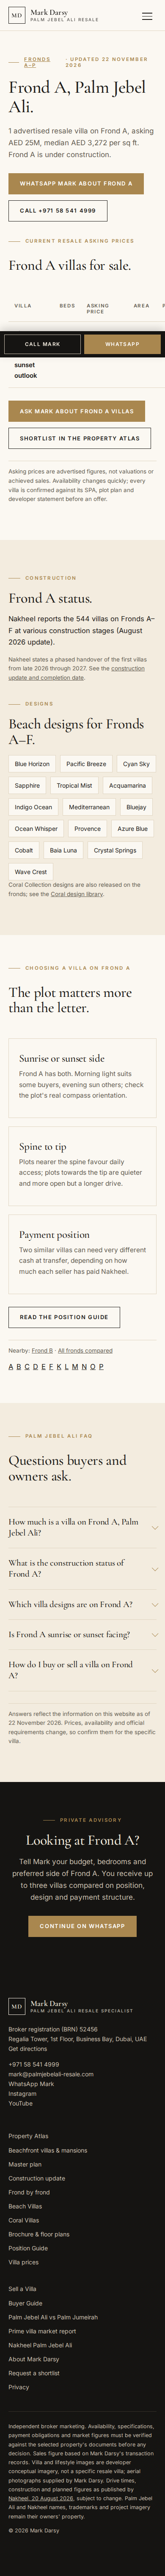 MD
Mark Darsy
PALM JEBEL ALI RESALE
FRONDS A–P · UPDATED 22 NOVEMBER 2026
Frond A, Palm Jebel
Ali.
1 advertised resale villa on Frond A, asking
AED 25M, median AED 3,272 per sq ft.
Frond A is under construction.
WHATSAPP MARK ABOUT FROND A
CALL +971 58 541 4999
CURRENT RESALE ASKING PRICES
Frond A villas for sale.
VILLA BEDS ASKING PRICE AREA
CALL MARK
WHATSAPP
sunset
outlook
ASK MARK ABOUT FROND A VILLAS
SHORTLIST IN THE PROPERTY ATLAS
Asking prices are advertised figures, not valuations or
achieved sales. Availability changes quickly; every
villa is confirmed against its SPA, plot plan and
developer statement before an offer.
CONSTRUCTION
Frond A status.
Nakheel reports the 544 villas on Fronds A–
F at various construction stages (August
2026 update).
Nakheel slates a phased handover of the first villas
from late 2026 through 2027. See the construction
update and completion date.
DESIGNS
Beach designs for Fronds
A–F.
Blue Horizon
Pacific Breeze
Cyan Sky
Sapphire
Tropical Mist
Acquamarina
Indigo Ocean
Mediterranean
Bluejay
Ocean Whisper
Provence
Azure Blue
Cobalt
Baia Luna
Crystal Springs
Wave Crest
Coral Collection designs are also released on the
fronds. See the Coral design library.
CHOOSING A VILLA ON FROND A
The plot matters more
than the letter.
Sunrise or sunset side
Frond A has both. Morning light suits
some buyers, evening sun others; check
the plot's real compass orientation.
Spine to tip
Plots nearer the spine favour daily
access; plots towards the tip are quieter
and more open but a longer drive.
Payment position
Two similar villas can need very different
cash at transfer, depending on how
much each seller has paid Nakheel.
READ THE POSITION GUIDE
Nearby: Frond B · All fronds compared
A B C D E F K L M N O P
PALM JEBEL ALI FAQ
Questions buyers and
owners ask.
How much is a villa on Frond A, Palm
Jebel Ali?
What is the construction status of
Frond A?
Which villa designs are on Frond A?
Is Frond A sunrise or sunset facing?
How do I buy or sell a villa on Frond
A?
Answers reflect the information on this website as of
22 November 2026. Prices, availability and official
requirements can change, so confirm them for the specific
villa.
PRIVATE ADVISORY
Looking at Frond A?
Tell Mark your budget, bedrooms and
preferred side of Frond A. You receive up
to three villas compared on position,
design and payment structure.
CONTINUE ON WHATSAPP
MD
Mark Darsy
PALM JEBEL ALI RESALE SPECIALIST
Broker registration (BRN) 52456
Regalia Tower, 1st Floor, Business Bay, Dubai, UAE
Get directions
+971 58 541 4999
mark@palmjebelali-resale.com
WhatsApp Mark
Instagram
YouTube
Property Atlas
Beachfront villas & mansions
Master plan
Construction update
Frond by frond
Beach Villas
Coral Villas
Brochure & floor plans
Position Guide
Villa prices
Sell a Villa
Buyer Guide
Palm Jebel Ali vs Palm Jumeirah
Prime villa market report
Nakheel Palm Jebel Ali
About Mark Darsy
Request a shortlist
Privacy
Independent broker marketing. Availability, specifications,
payment obligations and market figures must be verified
against the selected property's documents before any
decision. Sales figure based on Mark Darsy's transaction
records. Villa and lifestyle images are developer
conceptual imagery, not a specific resale villa; aerial
photographs supplied by Mark Darsy. Drive times,
construction and planned figures as published by
Nakheel, 20 August 2026, subject to change. Palm Jebel
Ali and Nakheel names, trademarks and project imagery
remain their owners' property.
© 2026 Mark Darsy